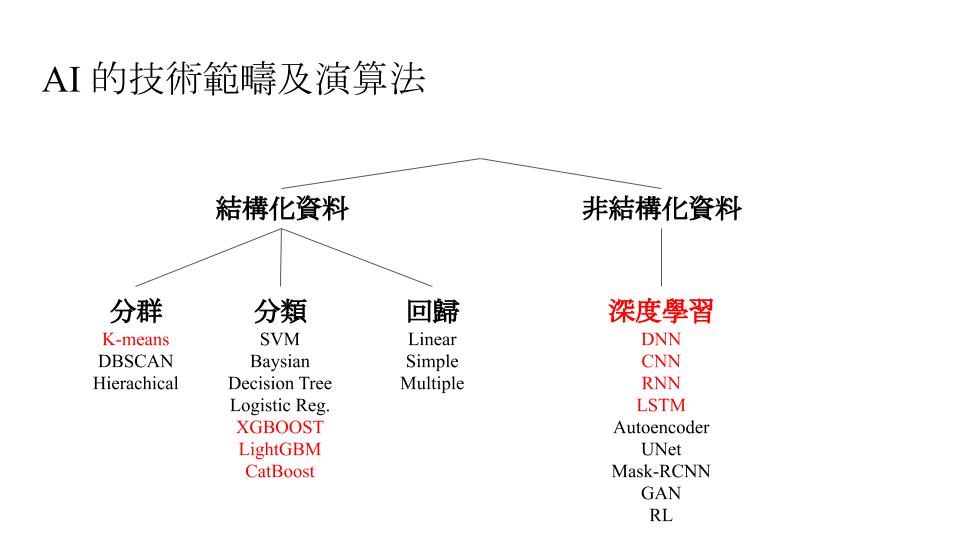 AI 的技術範疇及演算法
結構化資料
非結構化資料
分群
K-means
DBSCAN
Hierachical
分類
SVM
Baysian
Decision Tree
Logistic Reg.
XGBOOST
LightGBM
CatBoost
回歸
Linear
Simple
Multiple
深度學習
DNN
CNN
RNN
LSTM
Autoencoder
UNet
Mask-RCNN
GAN
RL